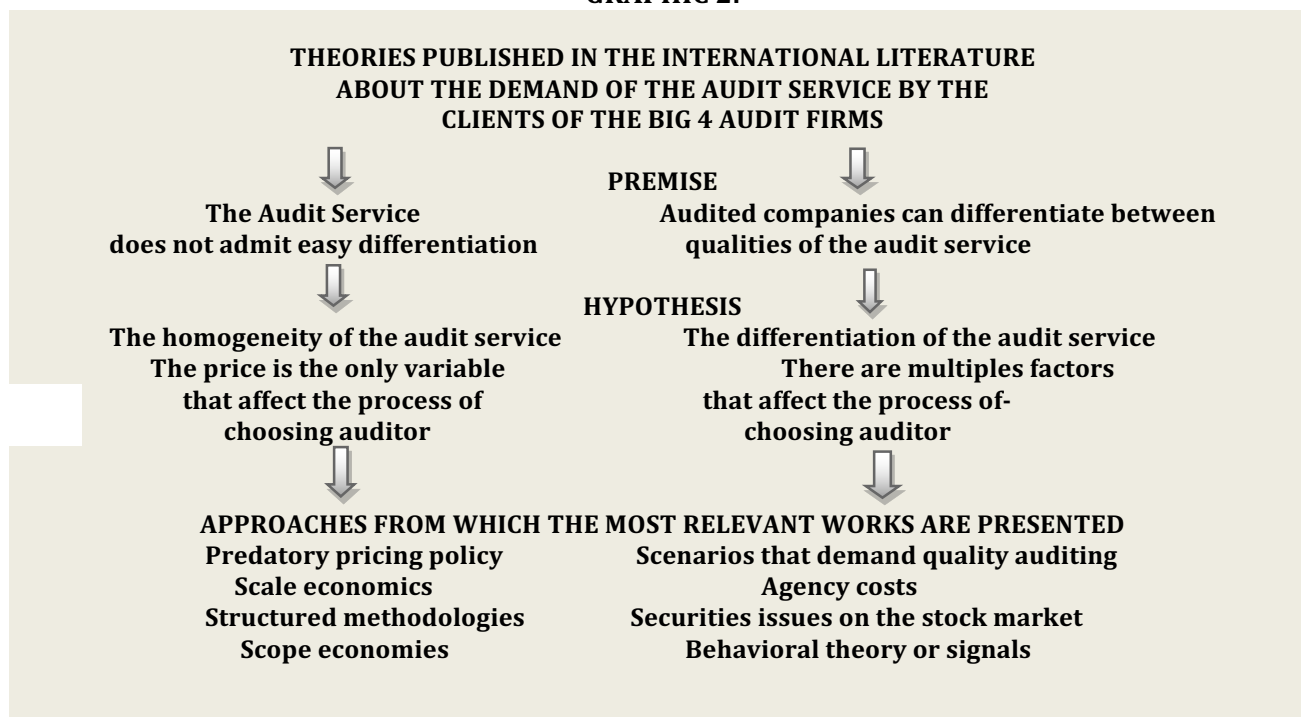 THEORIES PUBLISHED IN THE INTERNATIONAL LITERATURE
ABOUT THE DEMAND OF THE AUDIT SERVICE BY THE
CLIENTS OF THE BIG 4 AUDIT FIRMS
PREMISE
The Audit Service
does not admit easy differentiation
Audited companies can differentiate between
qualities of the audit service
HYPOTHESIS
The homogeneity of the audit service
The price is the only variable
that affect the process of
choosing auditor
The differentiation of the audit service
There are multiples factors
that affect the process of-
choosing auditor
APPROACHES FROM WHICH THE MOST RELEVANT WORKS ARE PRESENTED
Predatory pricing policy
Scale economics
Structured methodologies
Scope economies
Scenarios that demand quality auditing
Agency costs
Securities issues on the stock market
Behavioral theory or signals